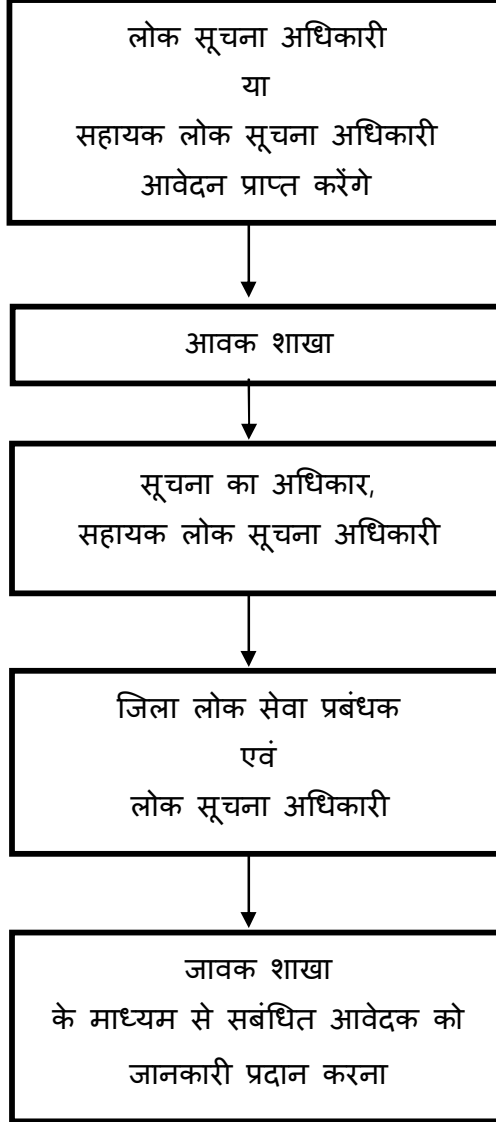 लोक सूचना अधिकारी
या
सहायक लोक सूचना अधिकारी
आवेदन प्राप्त करेंगे
आवक शाखा
सूचना का अधिकार,
सहायक लोक सूचना अधिकारी
जिला लोक सेवा प्रबंधक
एवं
लोक सूचना अधिकारी
जावक शाखा
के माध्यम से सबंधित आवेदक को
जानकारी प्रदान करना